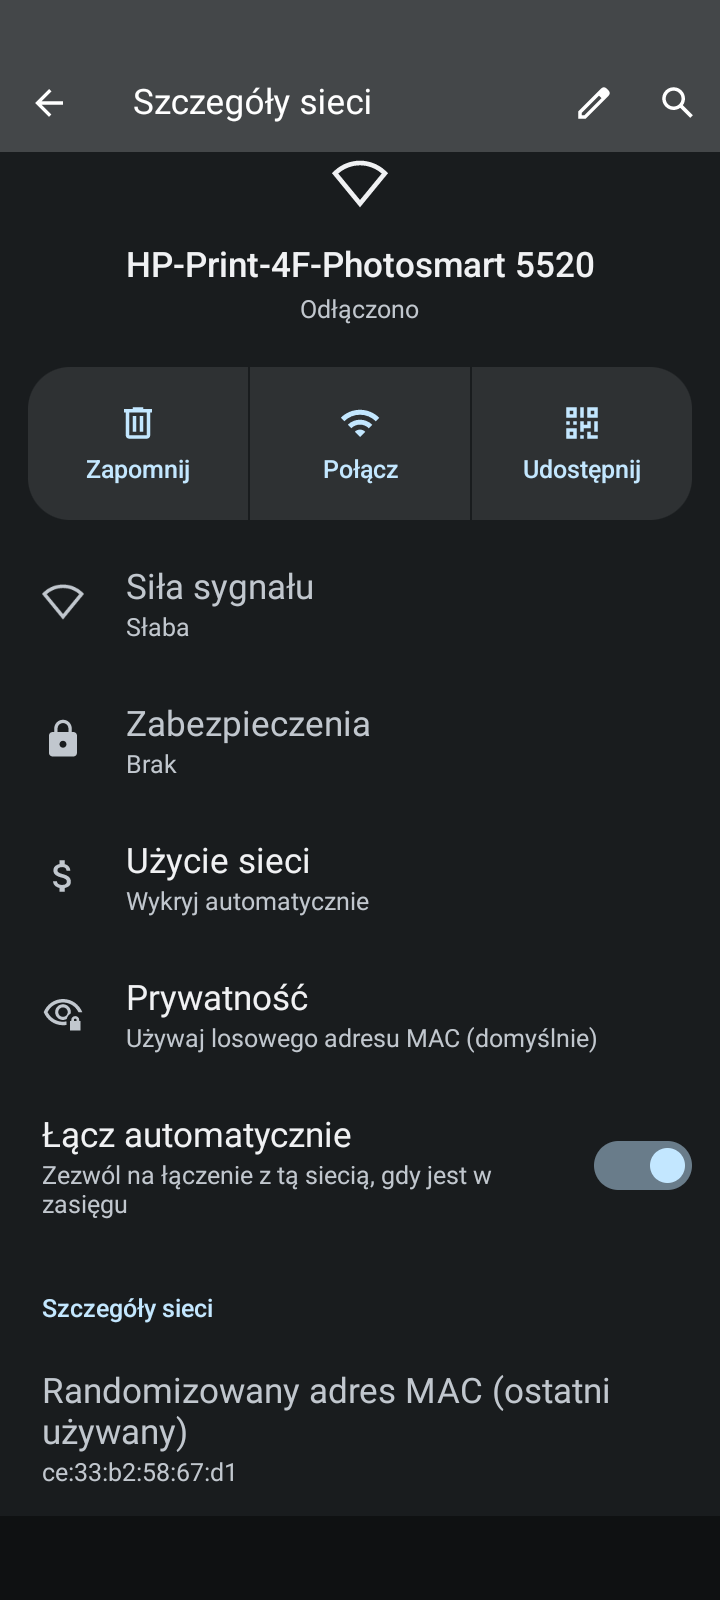 Szczegóły sieci
HP-Print-4F-Photosmart 5520
Odłączono
Zapomnij
Połącz
Udostępnij
Siła sygnału
Słaba
Zabezpieczenia
Brak
Użycie sieci
Wykryj automatycznie
Prywatność
Używaj losowego adresu MAC (domyślnie)
Łącz automatycznie
Zezwól na łączenie z tą siecią, gdy jest w
zasięgu
Szczegóły sieci
Randomizowany adres MAC (ostatni
używany)
ce:33:b2:58:67:d1